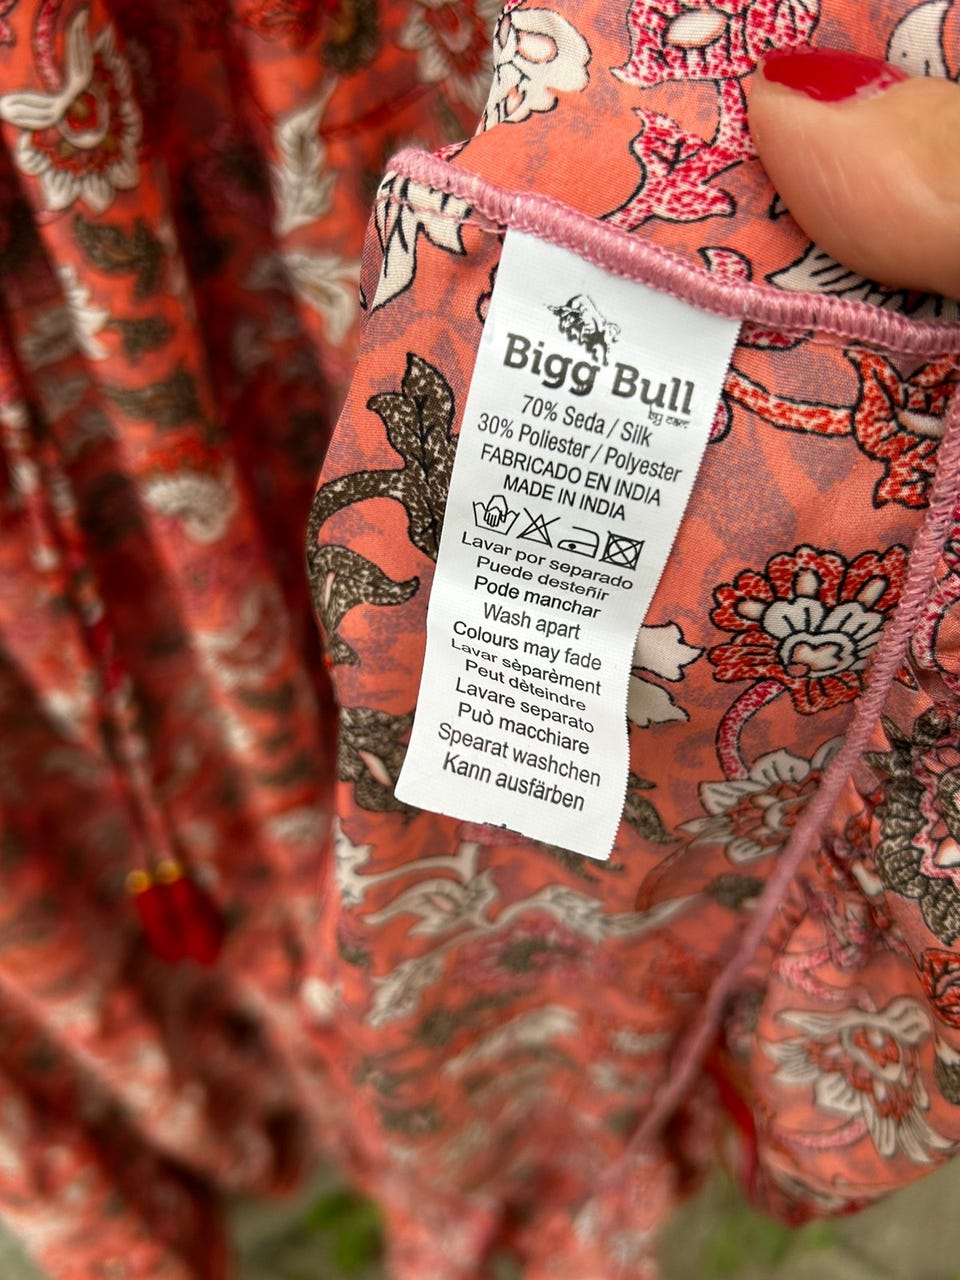 Bigg Bull
by carr
70% Seda / Silk
30% Poliester / Polyester
FABRICADO EN INDIA
MADE IN INDIA
Lavar por separado
Puede desteñir
Pode manchar
Wash apart
Colours may fade
Lavar sèparèment
Peut dèteindre
Lavare separato
Può macchiare
Spearat washchen
Kann ausfärben